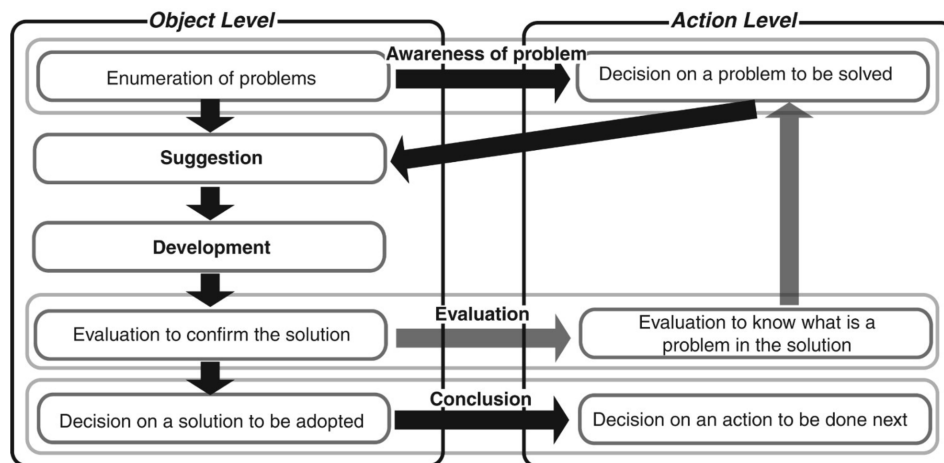 Object Level
Action Level
Awareness of problem
Enumeration of problems
Decision on a problem to be solved
Suggestion
Development
Evaluation
Evaluation to confirm the solution
Evaluation to know what is a
problem in the solution
Conclusion
Decision on a solution to be adopted
Decision on an action to be done next